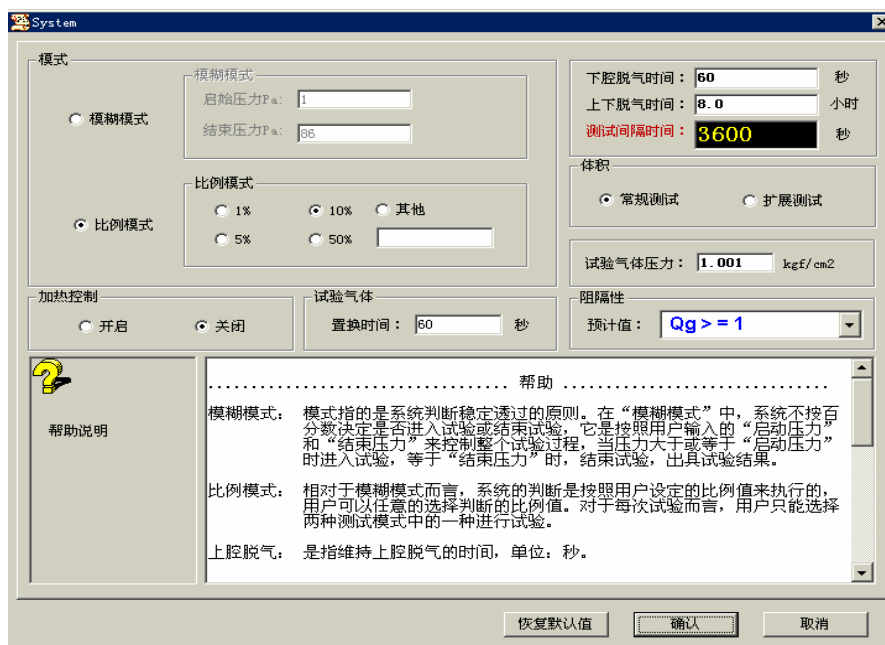 System
模式
模糊模式
模糊模式
启始压力Pa: 1
结束压力Pa: 86
比例模式
比例模式
1% 10% 其他
5% 50%
下腔脱气时间： 60 秒
上下脱气时间： 8.0 小时
测试间隔时间： 3600 秒
体积
常规测试 扩展测试
试验气体压力： 1.001 kgf/cm2
加热控制
开启 关闭
试验气体
置换时间： 60 秒
阻隔性
预计值： Qg > = 1
帮助说明
................................. 帮助 ..............................
模糊模式： 模式指的是系统判断稳定透过的原则。在“模糊模式”中，系统不按百
分数决定是否进入试验或结束试验，它是按照用户输入的“启动压力”
和“结束压力”来控制整个试验过程，当压力大于或等于“启动压力”
时进入试验，等于“结束压力”时，结束试验，出具试验结果。
比例模式： 相对于模糊模式而言，系统的判断是按照用户设定的比例值来执行的，
用户可以任意的选择判断的比例值。对于每次试验而言，用户只能选择
两种测试模式中的一种进行试验。
上腔脱气： 是指维持上腔脱气的时间，单位：秒。
恢复默认值 确认 取消